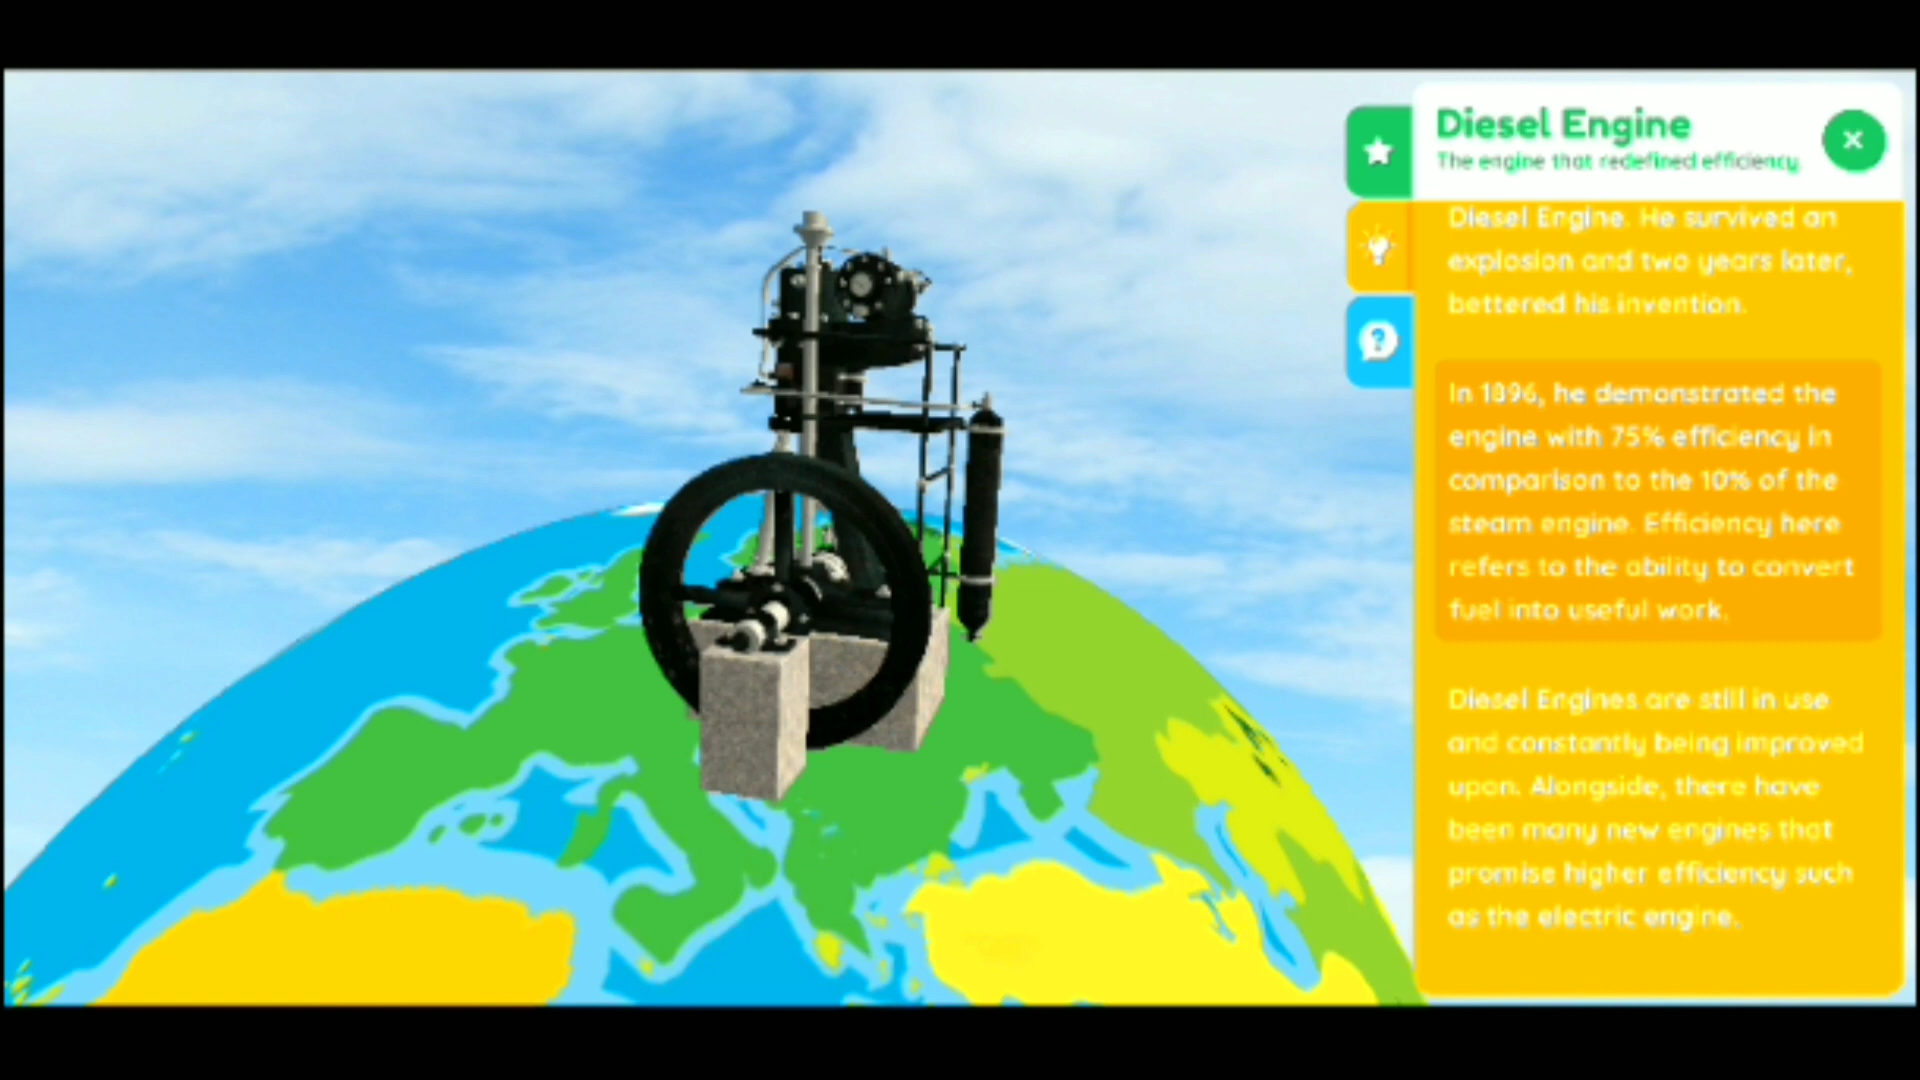 Diesel Engine
The engine that redefined efficiency
Diesel Engine. He survived an
explosion and two years later,
bettered his invention.
In 1896, he demonstrated the
engine with 75% efficiency in
comparison to the 10% of the
steam engine. Efficiency here
refers to the ability to convert
fuel into useful work.
Diesel Engines are still in use
and constantly being improved
upon. Alongside, there have
been many new engines that
promise higher efficiency such
as the electric engine.